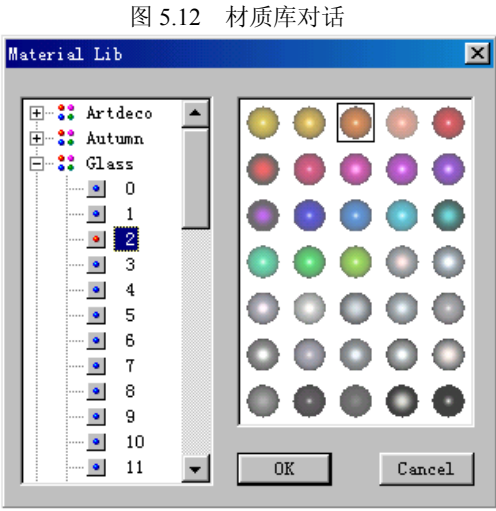 图 5.12 材质库对话
Material Lib
Artdeco
Autumn
Glass
0
1
2
3
4
5
6
7
8
9
10
11
OK
Cancel